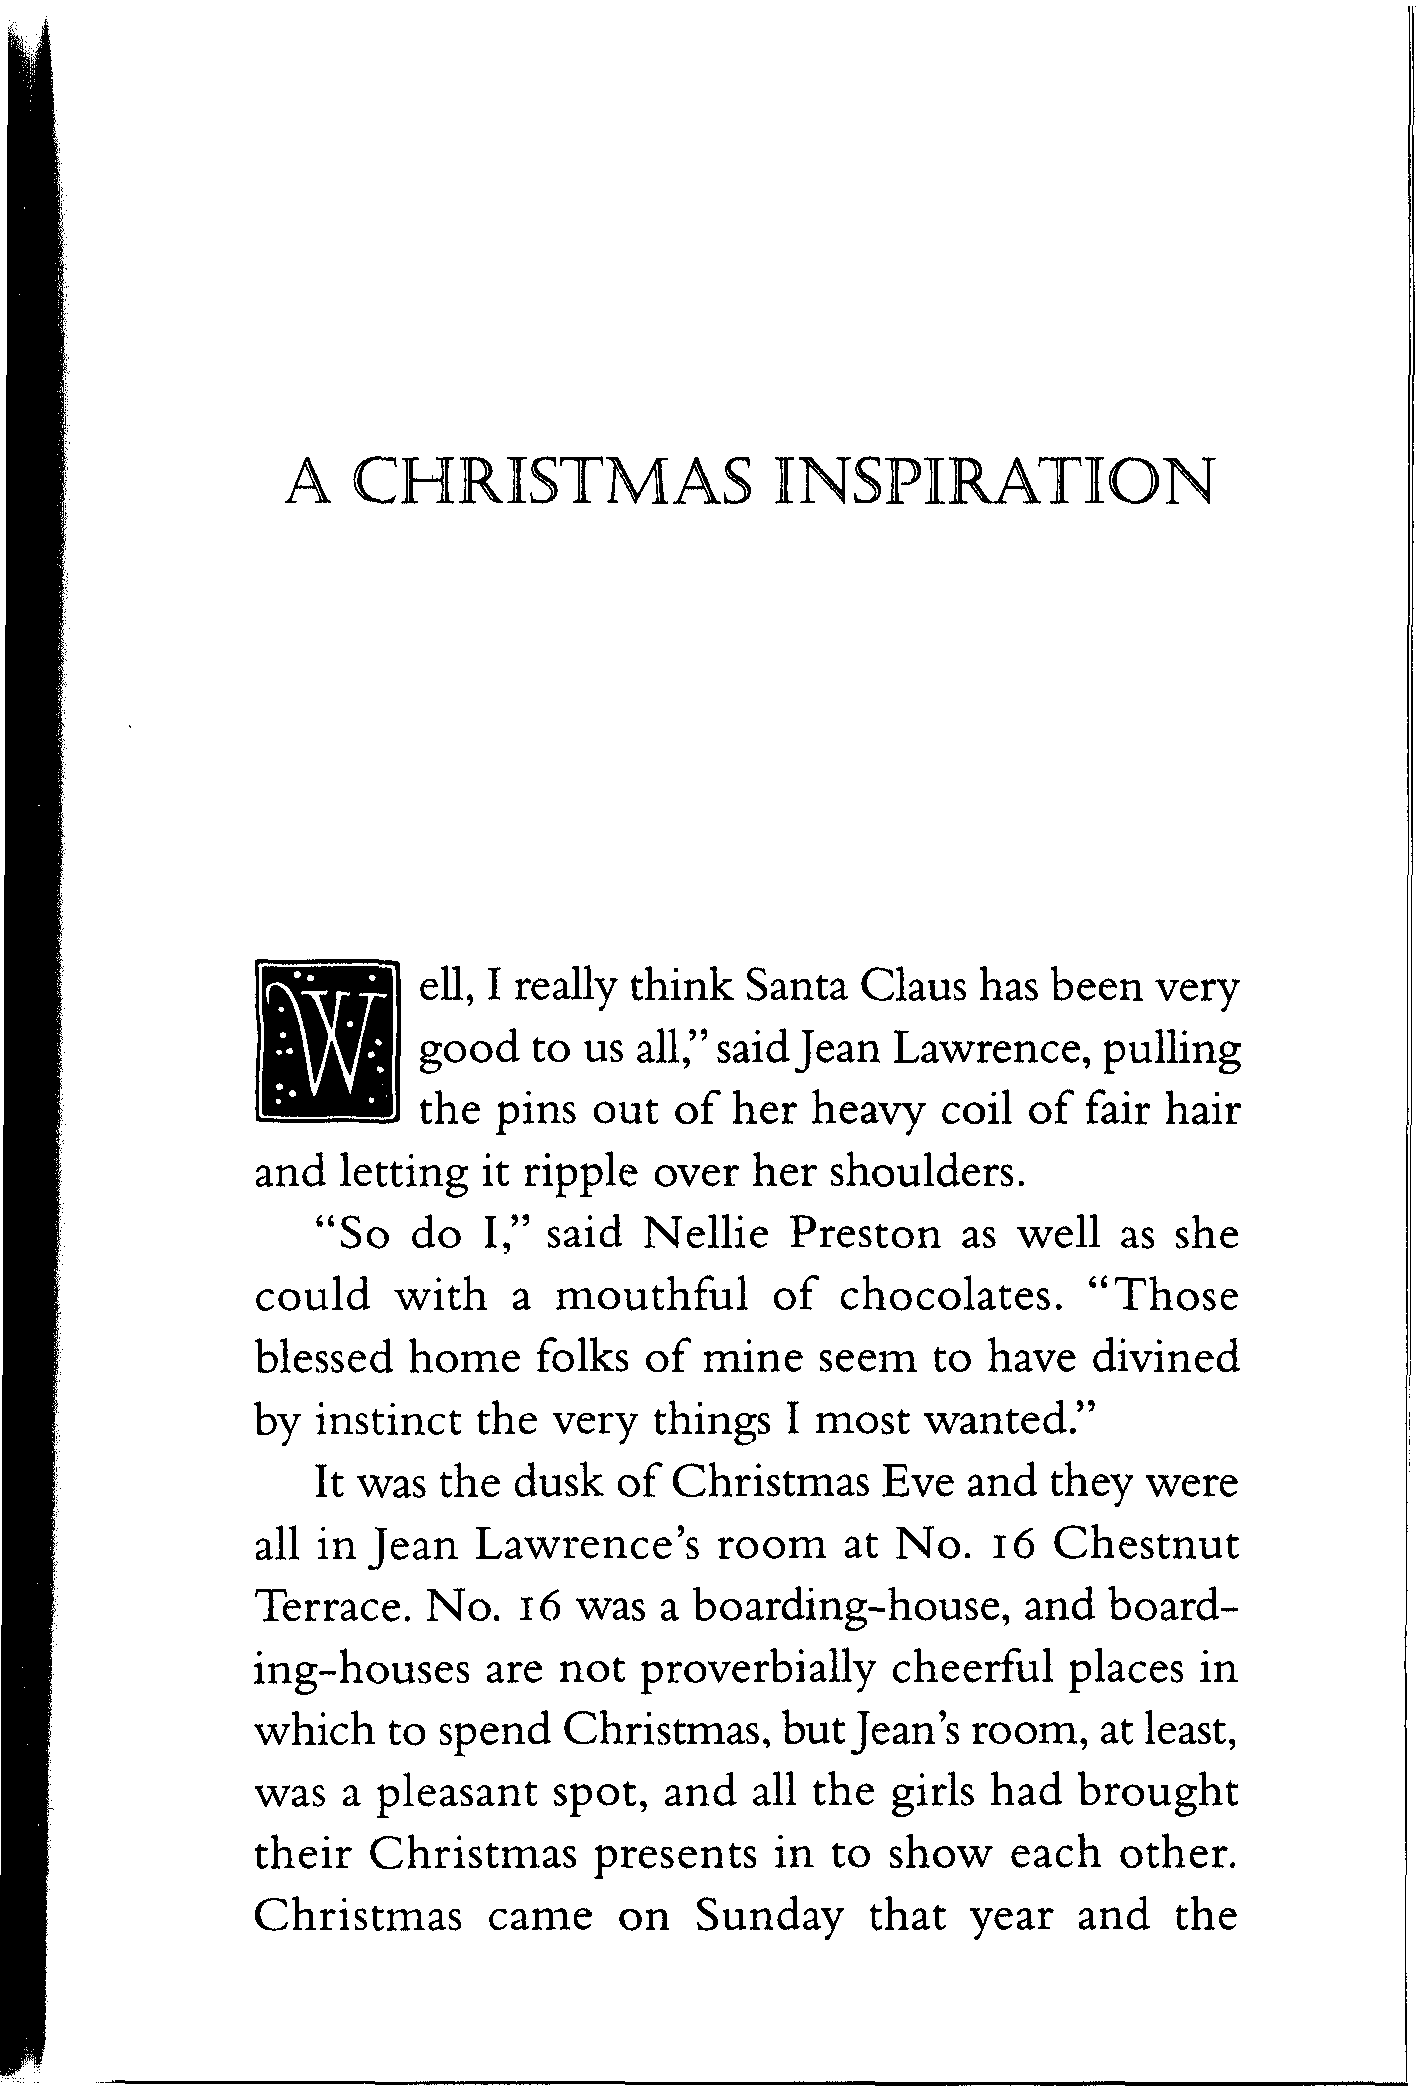 A CHRISTMAS INSPIRATION
Well, I really think Santa Claus has been very
good to us all,” said Jean Lawrence, pulling
the pins out of her heavy coil of fair hair
and letting it ripple over her shoulders.
“So do I,” said Nellie Preston as well as she
could with a mouthful of chocolates. “Those
blessed home folks of mine seem to have divined
by instinct the very things I most wanted.”
It was the dusk of Christmas Eve and they were
all in Jean Lawrence’s room at No. 16 Chestnut
Terrace. No. 16 was a boarding-house, and board-
ing-houses are not proverbially cheerful places in
which to spend Christmas, but Jean’s room, at least,
was a pleasant spot, and all the girls had brought
their Christmas presents in to show each other.
Christmas came on Sunday that year and the